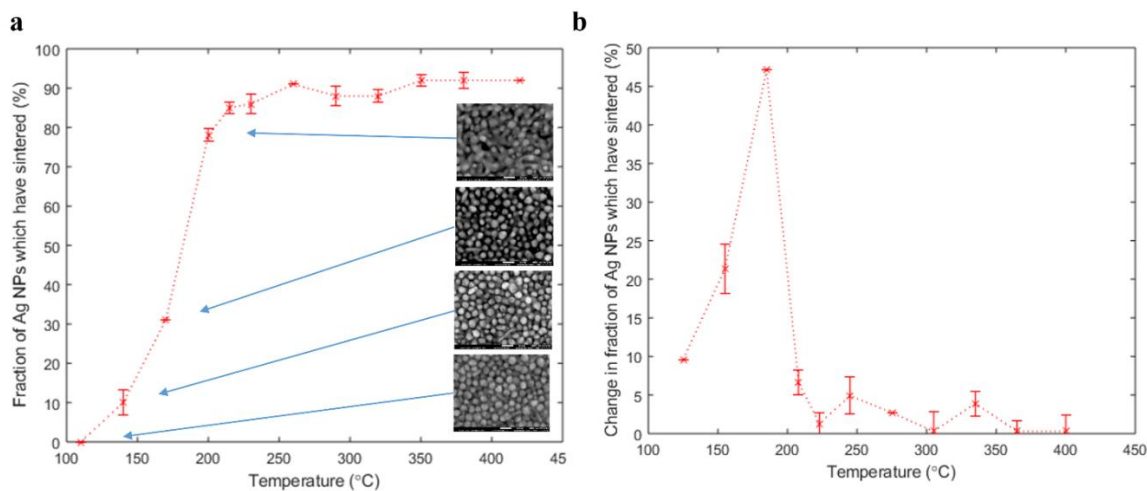 a
100
90
80
70
60
50
40
30
20
10
0
Fraction of Ag NPs which have sintered (%)
100 150 200 250 300 350 400 45
Temperature (°C)
b
50
45
40
35
30
25
20
15
10
5
0
Change in fraction of Ag NPs which have sintered (%)
100 150 200 250 300 350 400 450
Temperature (°C)